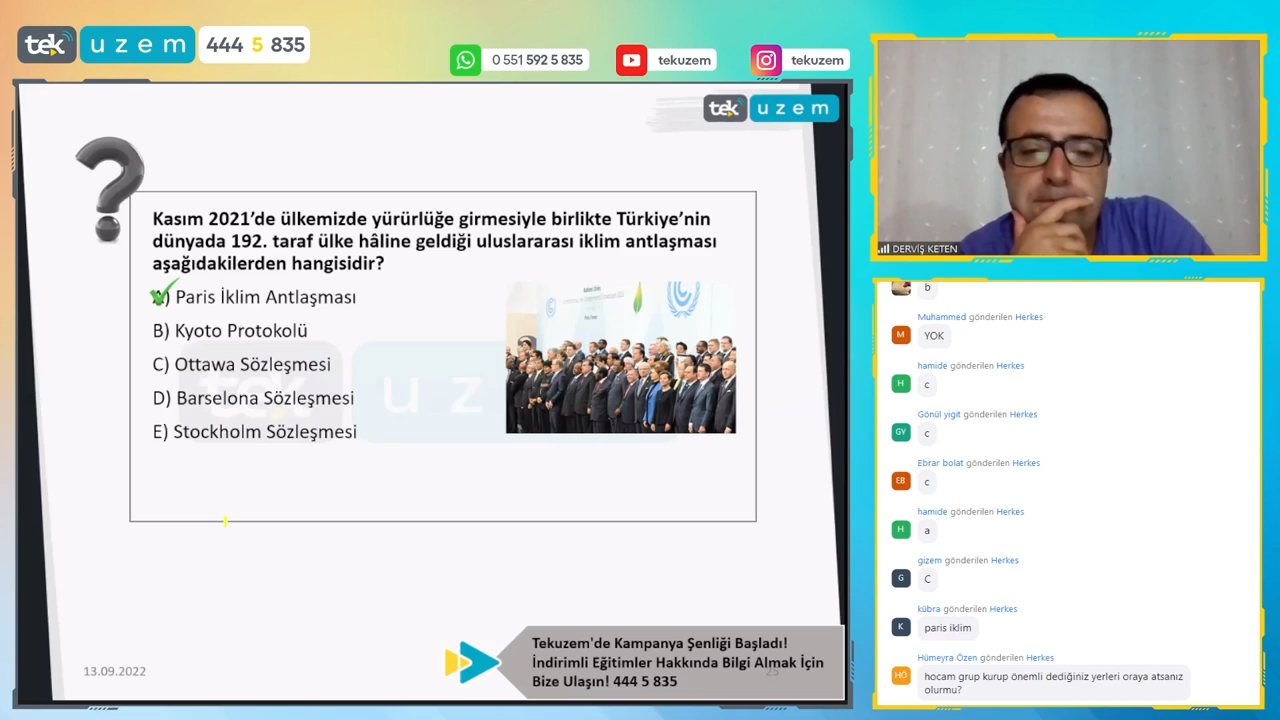 tek uzem 444 5 835
0 551 592 5 835
tekuzem
tekuzem
tek uzem
Kasım 2021’de ülkemizde yürürlüğe girmesiyle birlikte Türkiye’nin
dünyada 192. taraf ülke hâline geldiği uluslararası iklim antlaşması
aşağıdakilerden hangisidir?
A) Paris İklim Antlaşması
B) Kyoto Protokolü
C) Ottawa Sözleşmesi
D) Barselona Sözleşmesi
E) Stockholm Sözleşmesi
13.09.2022
25
Tekuzem'de Kampanya Şenliği Başladı!
İndirimli Eğitimler Hakkında Bilgi Almak İçin
Bize Ulaşın! 444 5 835
DERVİŞ KETEN
b
Muhammed gönderilen Herkes
M
YOK
hamide gönderilen Herkes
H
c
Gönül yigit gönderilen Herkes
GY
c
Ebrar bolat gönderilen Herkes
EB
c
hamide gönderilen Herkes
H
a
gizem gönderilen Herkes
G
C
kübra gönderilen Herkes
K
paris iklim
Hümeyra Özen gönderilen Herkes
HÖ
hocam grup kurup önemli dediğiniz yerleri oraya atsanız
olurmu?